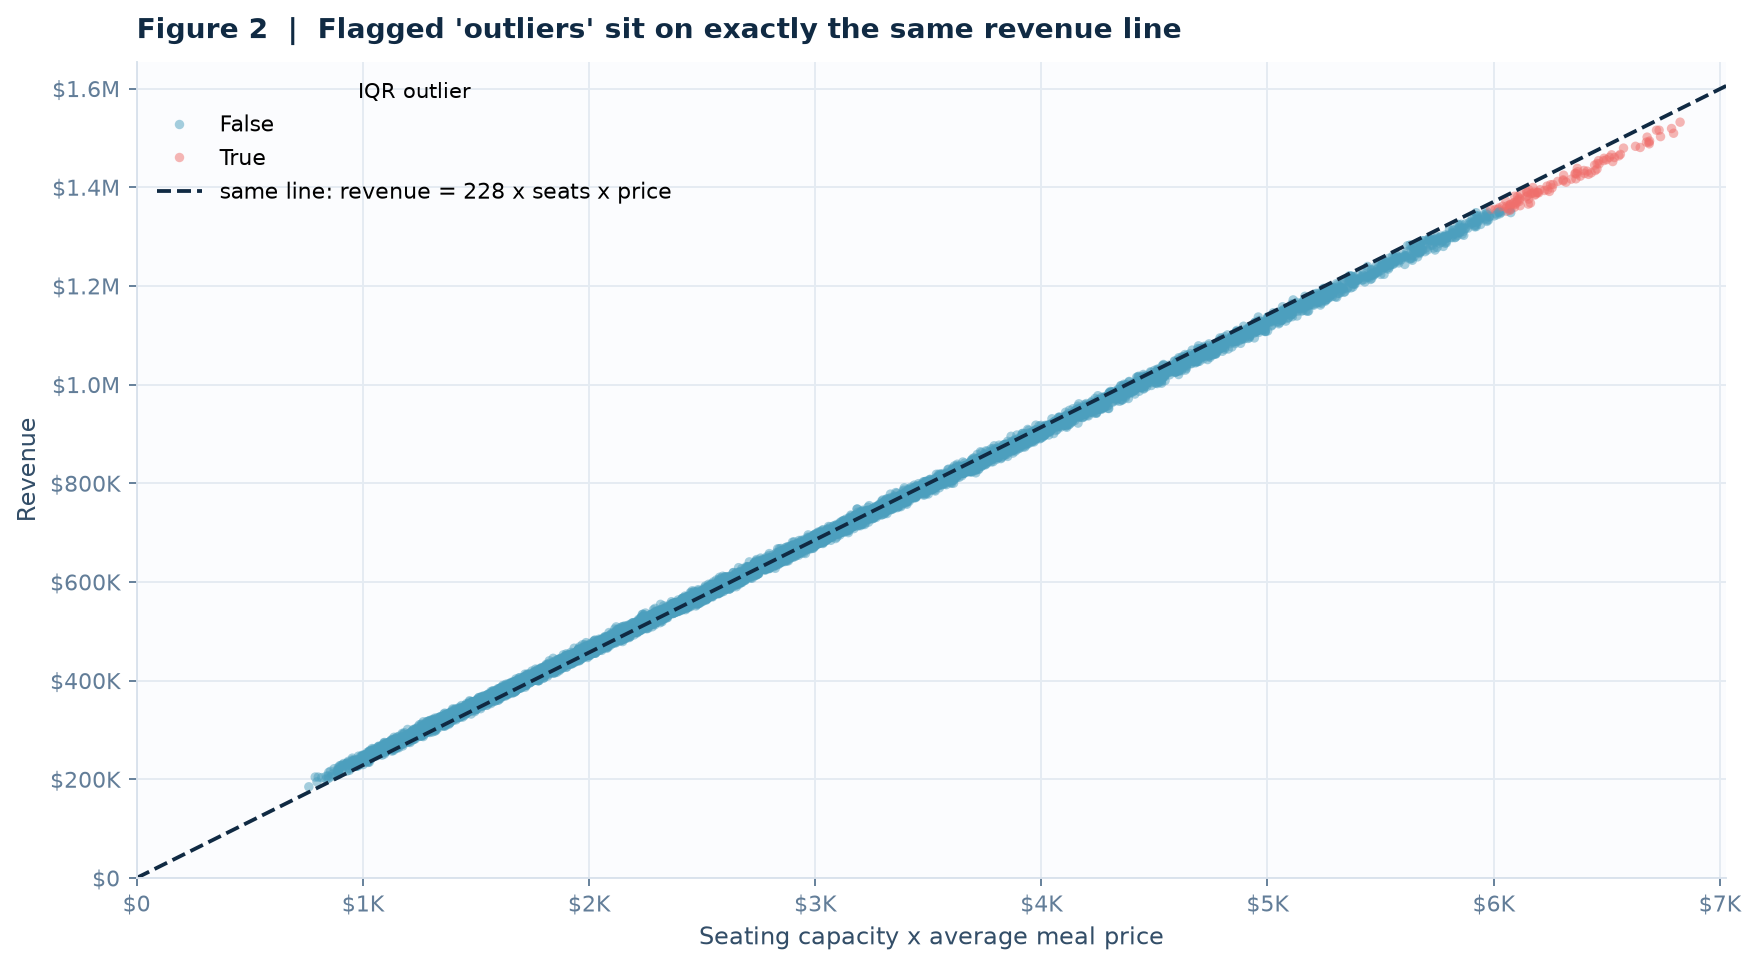 Figure 2 | Flagged 'outliers' sit on exactly the same revenue line
IQR outlier
False
True
same line: revenue = 228 x seats x price
Revenue
$1.6M
$1.4M
$1.2M
$1.0M
$800K
$600K
$400K
$200K
$0
$0 $1K $2K $3K $4K $5K $6K $7K
Seating capacity x average meal price